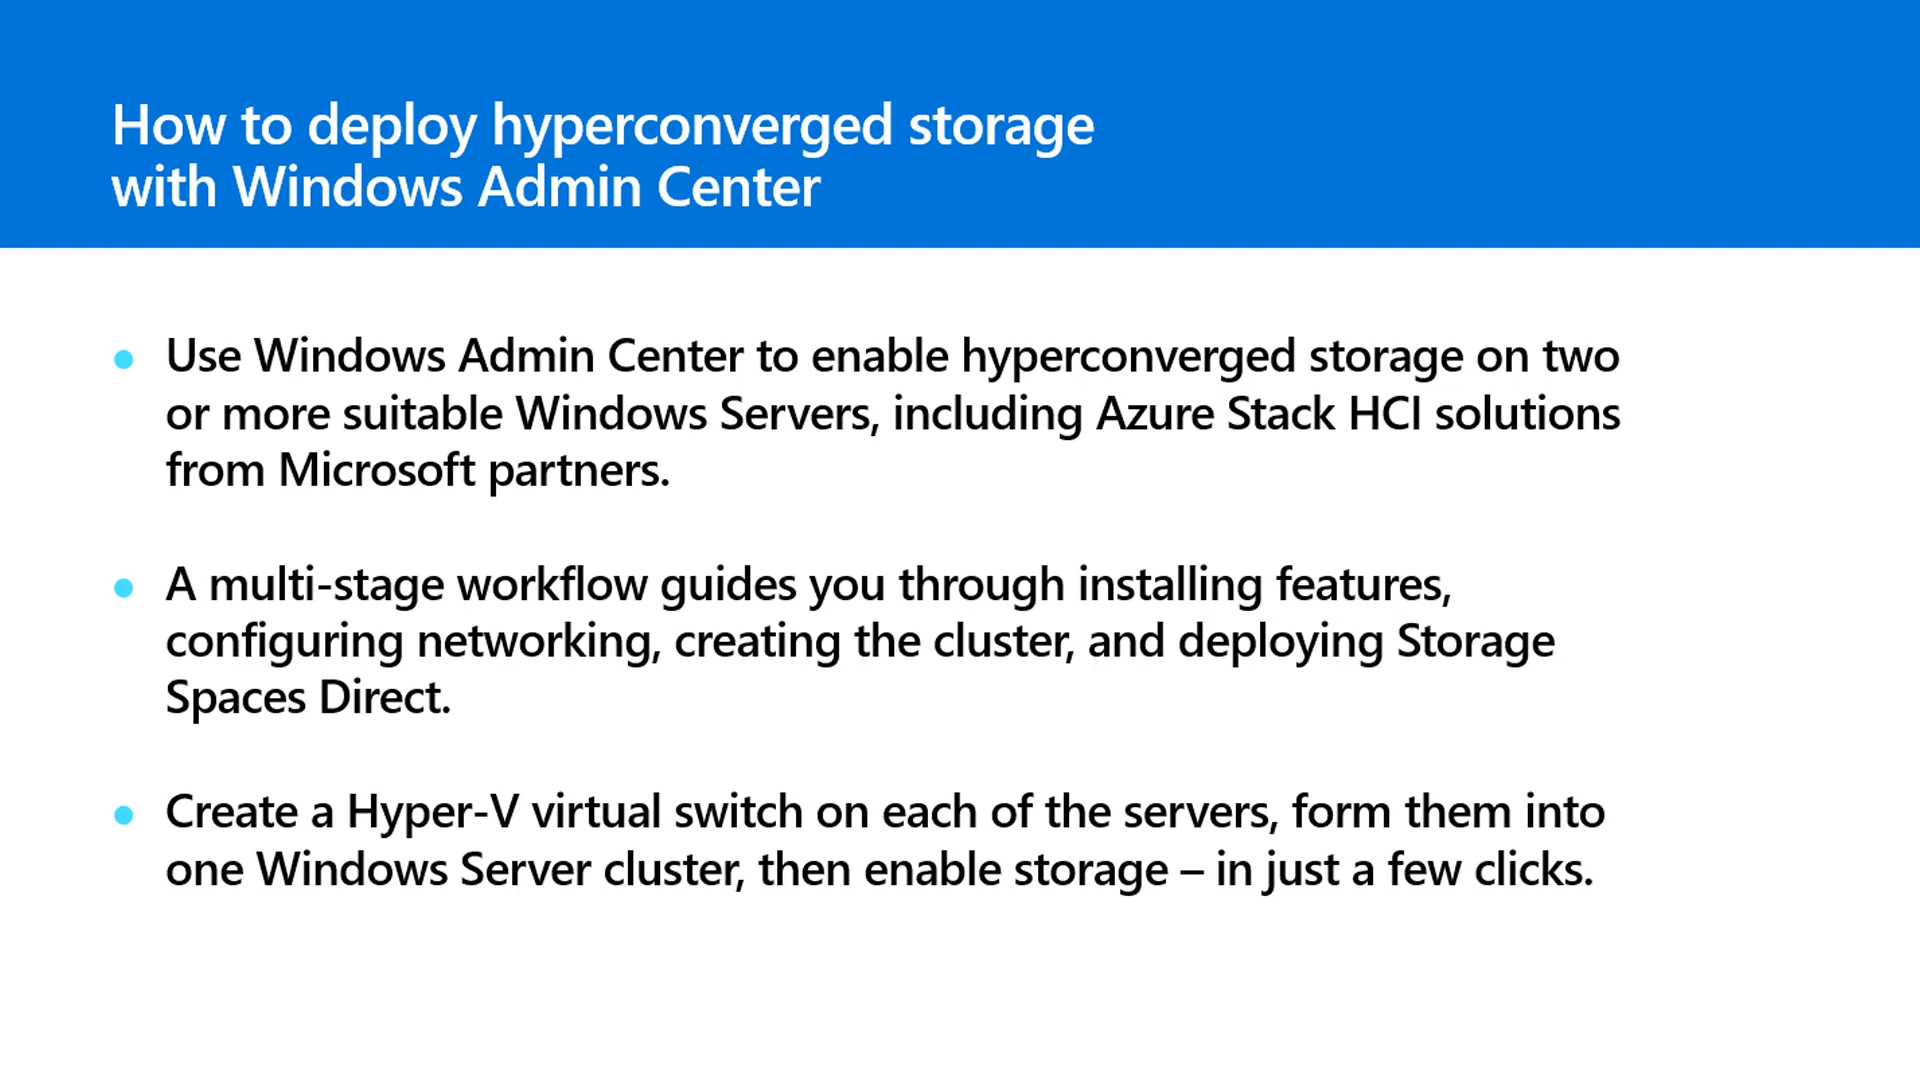 How to deploy hyperconverged storage
with Windows Admin Center
Use Windows Admin Center to enable hyperconverged storage on two
or more suitable Windows Servers, including Azure Stack HCI solutions
from Microsoft partners.
A multi-stage workflow guides you through installing features,
configuring networking, creating the cluster, and deploying Storage
Spaces Direct.
Create a Hyper-V virtual switch on each of the servers, form them into
one Windows Server cluster, then enable storage – in just a few clicks.